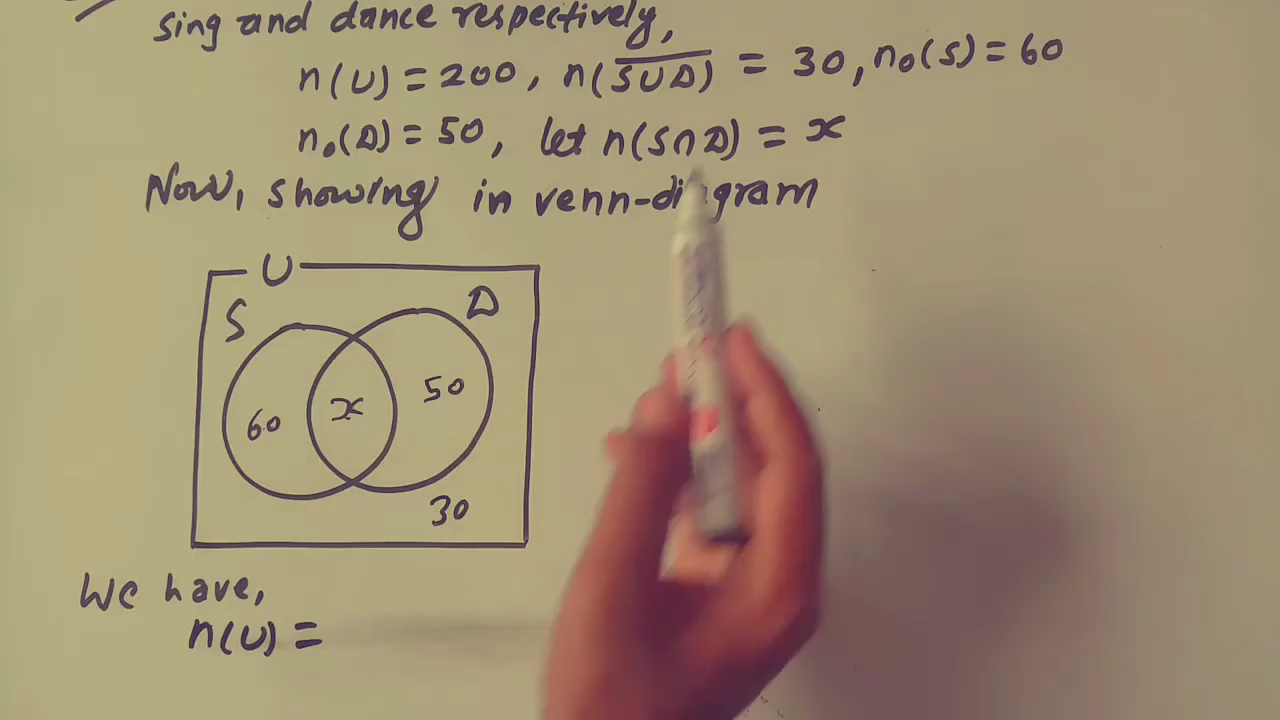 sing and dance respectively,
n(U) = 200, n(S̅U̅D̅) = 30, n₀(S) = 60
n₀(D) = 50, let n(S∩D) = x
Now, showing in venn-diagram
U
S
D
60
x
50
30
We have,
n(U) =